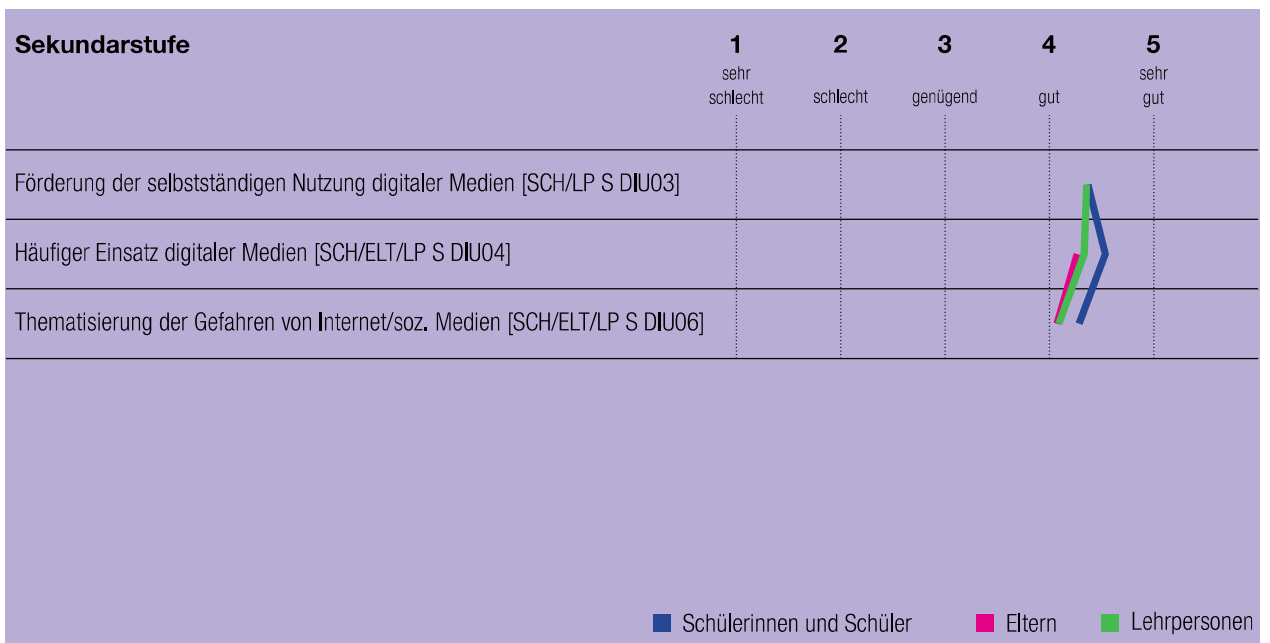 Sekundarstufe
1 2 3 4 5
sehr sehr
schlecht schlecht genügend gut gut
Förderung der selbstständigen Nutzung digitaler Medien [SCH/LP S DIU03]
Häufiger Einsatz digitaler Medien [SCH/ELT/LP S DIU04]
Thematisierung der Gefahren von Internet/soz. Medien [SCH/ELT/LP S DIU06]
Schülerinnen und Schüler Eltern Lehrpersonen